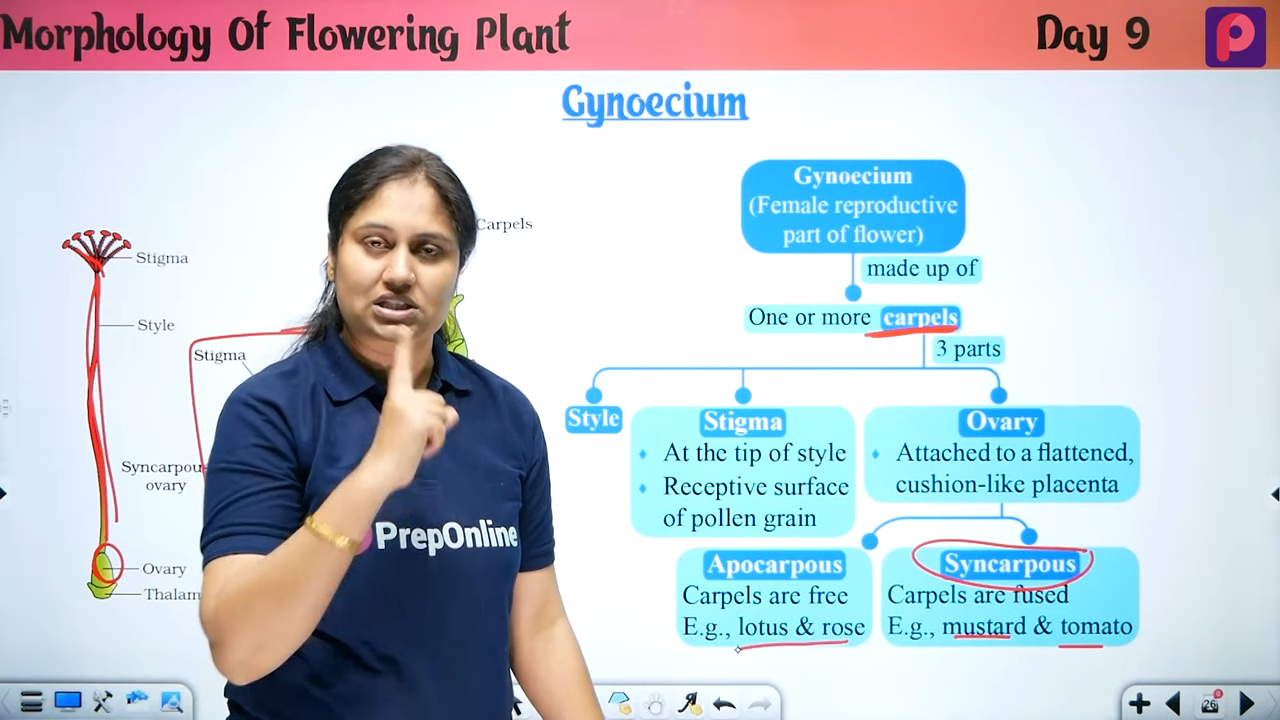 Morphology Of Flowering Plant
Day 9
Gynoecium
Carpels
Stigma
Style
Stigma
Syncarpou
ovary
Ovary
Thalam
PrepOnline
Gynoecium
(Female reproductive
part of flower)
made up of
One or more carpels
3 parts
Style
Stigma
♦ At the tip of style
♦ Receptive surface
of pollen grain
Ovary
♦ Attached to a flattened,
cushion-like placenta
Apocarpous
Carpels are free
E.g., lotus & rose
Syncarpous
Carpels are fused
E.g., mustard & tomato
26